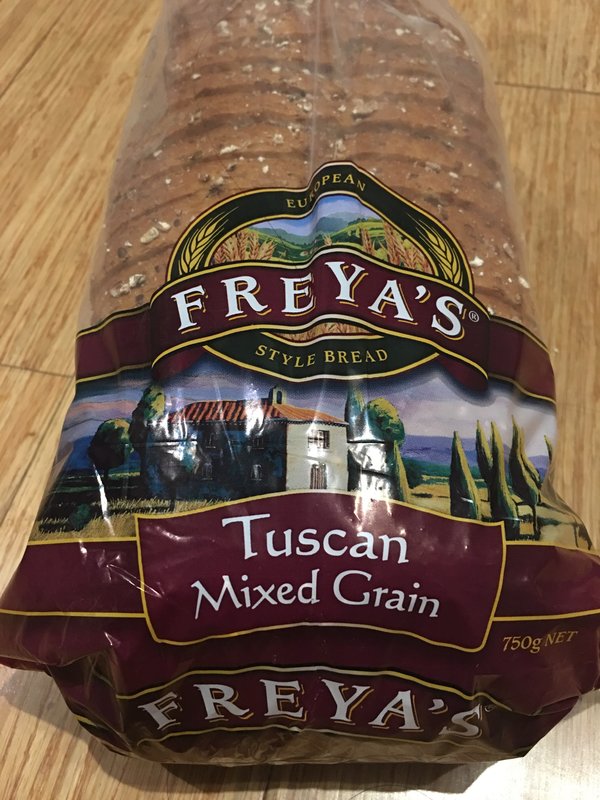 EUROPEAN
FREYA'S®
STYLE BREAD
Tuscan
Mixed Grain
750g NET
FREYA'S